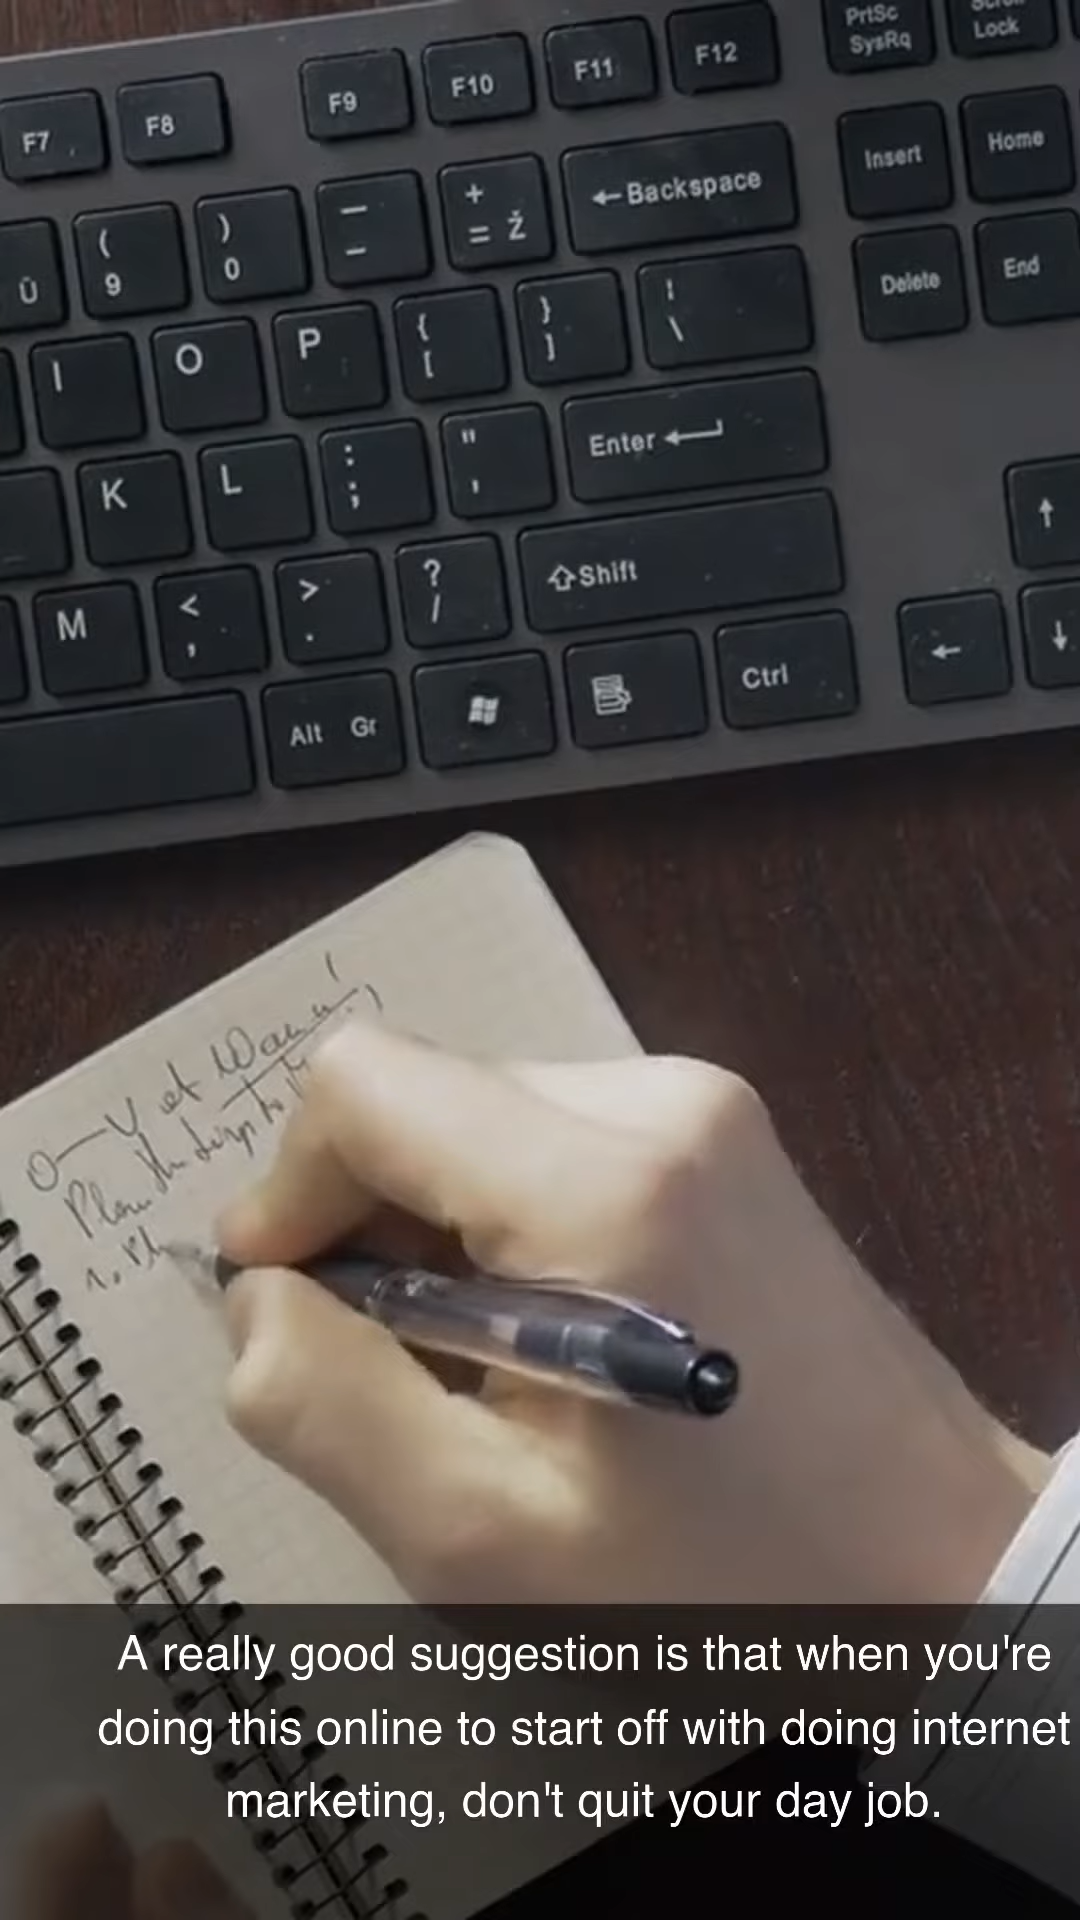 PrtSc
SysRq
Scroll
Lock
F7
F8
F9
F10
F11
F12
Insert
Home
(
9
)
0
—
–
+
= ž
←Backspace
Û
Delete
End
I
O
P
{
[
}
]
|
\
K
L
:
;
"
'
Enter
↑
M
<
,
>
.
?
/
⇧Shift
Alt Gr
Ctrl
←
↓
A really good suggestion is that when you're
doing this online to start off with doing internet
marketing, don't quit your day job.